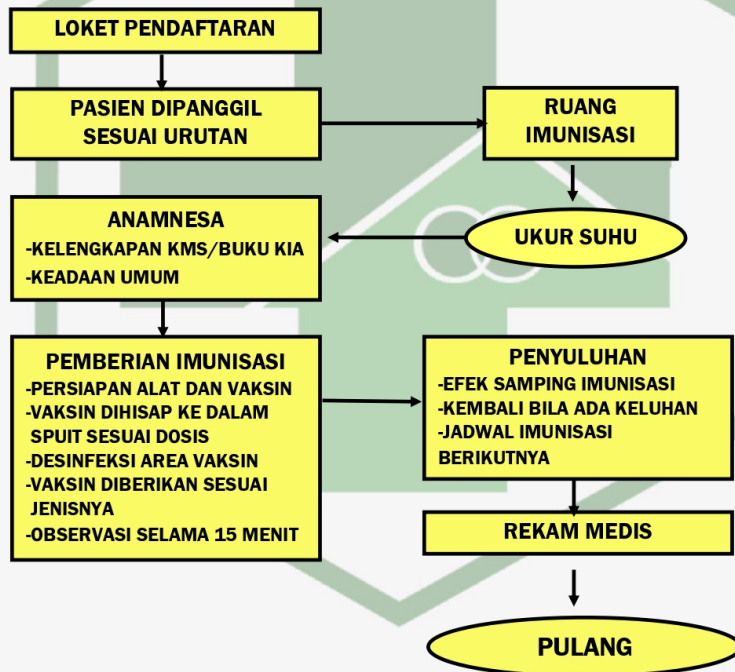 LOKET PENDAFTARAN
PASIEN DIPANGGIL
SESUAI URUTAN
RUANG
IMUNISASI
UKUR SUHU
ANAMNESA
-KELENGKAPAN KMS/BUKU KIA
-KEADAAN UMUM
PEMBERIAN IMUNISASI
-PERSIAPAN ALAT DAN VAKSIN
-VAKSIN DIHISAP KE DALAM
SPUIT SESUAI DOSIS
-DESINFEKSI AREA VAKSIN
-VAKSIN DIBERIKAN SESUAI
JENISNYA
-OBSERVASI SELAMA 15 MENIT
PENYULUHAN
-EFEK SAMPING IMUNISASI
-KEMBALI BILA ADA KELUHAN
-JADWAL IMUNISASI
BERIKUTNYA
REKAM MEDIS
PULANG